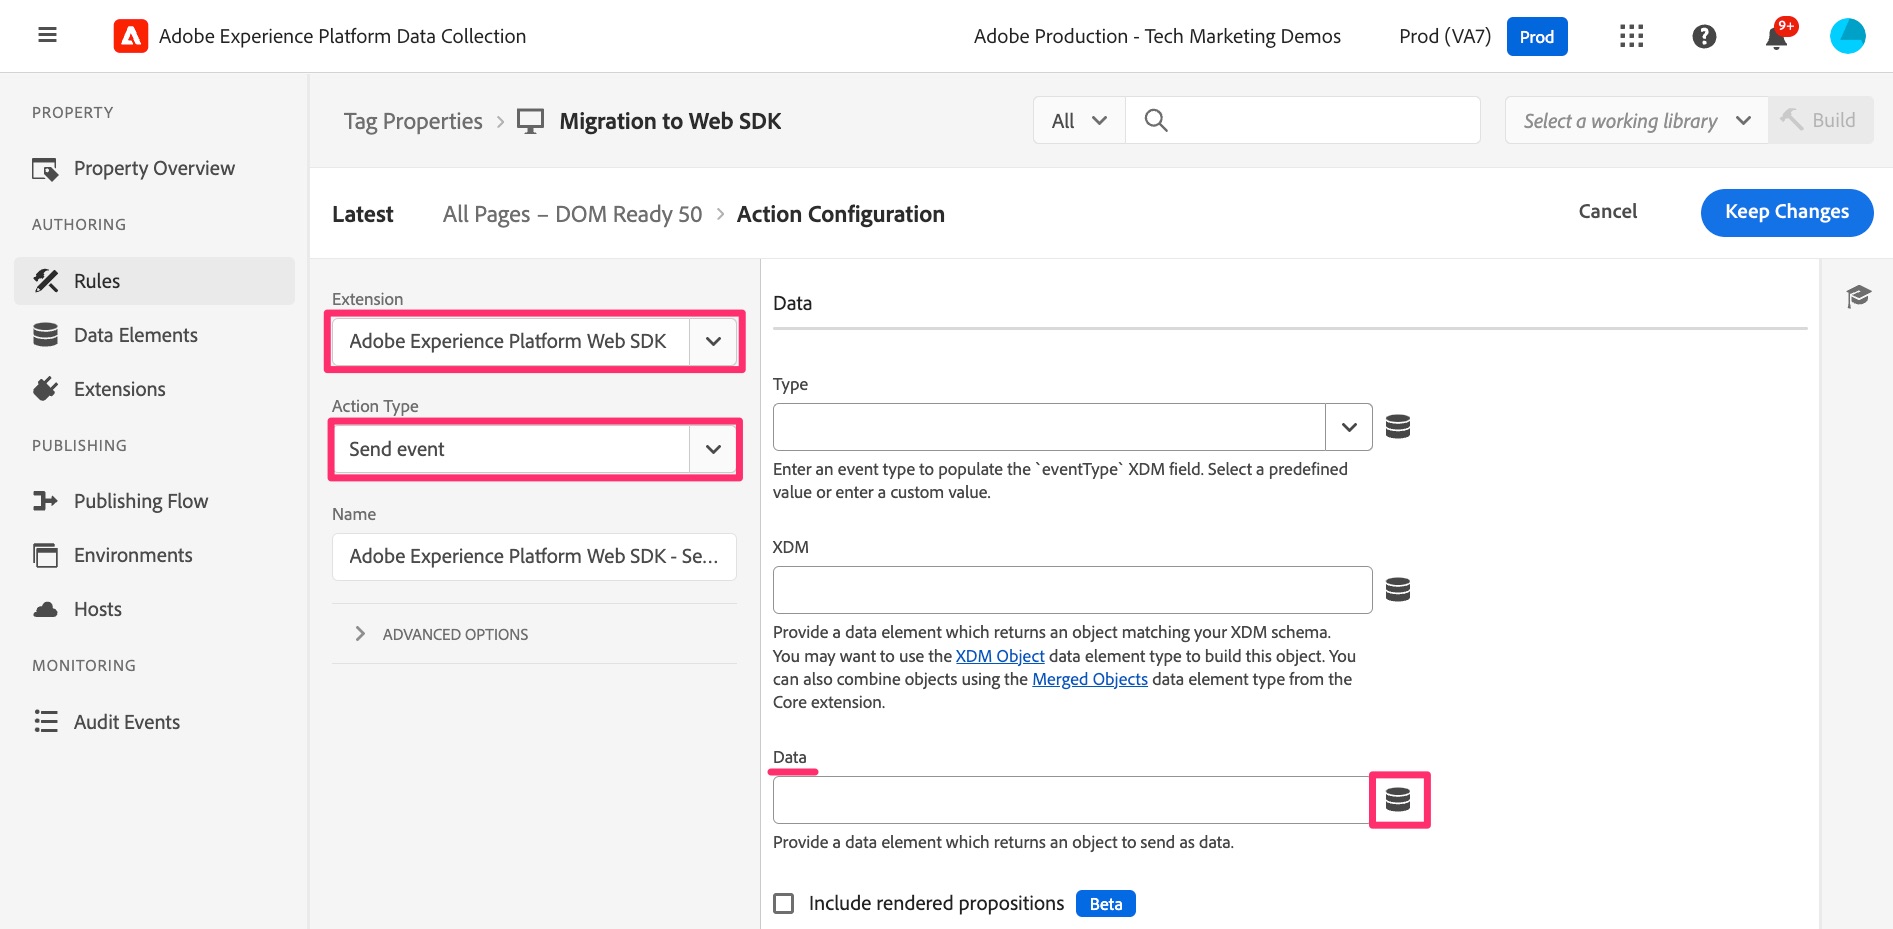 Adobe Experience Platform Data Collection
Adobe Production - Tech Marketing Demos
Prod (VA7)
Prod
9+
PROPERTY
Property Overview
AUTHORING
Rules
Data Elements
Extensions
PUBLISHING
Publishing Flow
Environments
Hosts
MONITORING
Audit Events
Tag Properties
Migration to Web SDK
All
Select a working library
Build
Latest
All Pages – DOM Ready 50
Action Configuration
Cancel
Keep Changes
Extension
Adobe Experience Platform Web SDK
Action Type
Send event
Name
Adobe Experience Platform Web SDK - Se...
ADVANCED OPTIONS
Data
Type
Enter an event type to populate the `eventType` XDM field. Select a predefined
value or enter a custom value.
XDM
Provide a data element which returns an object matching your XDM schema.
You may want to use the XDM Object data element type to build this object. You
can also combine objects using the Merged Objects data element type from the
Core extension.
Data
Provide a data element which returns an object to send as data.
Include rendered propositions
Beta